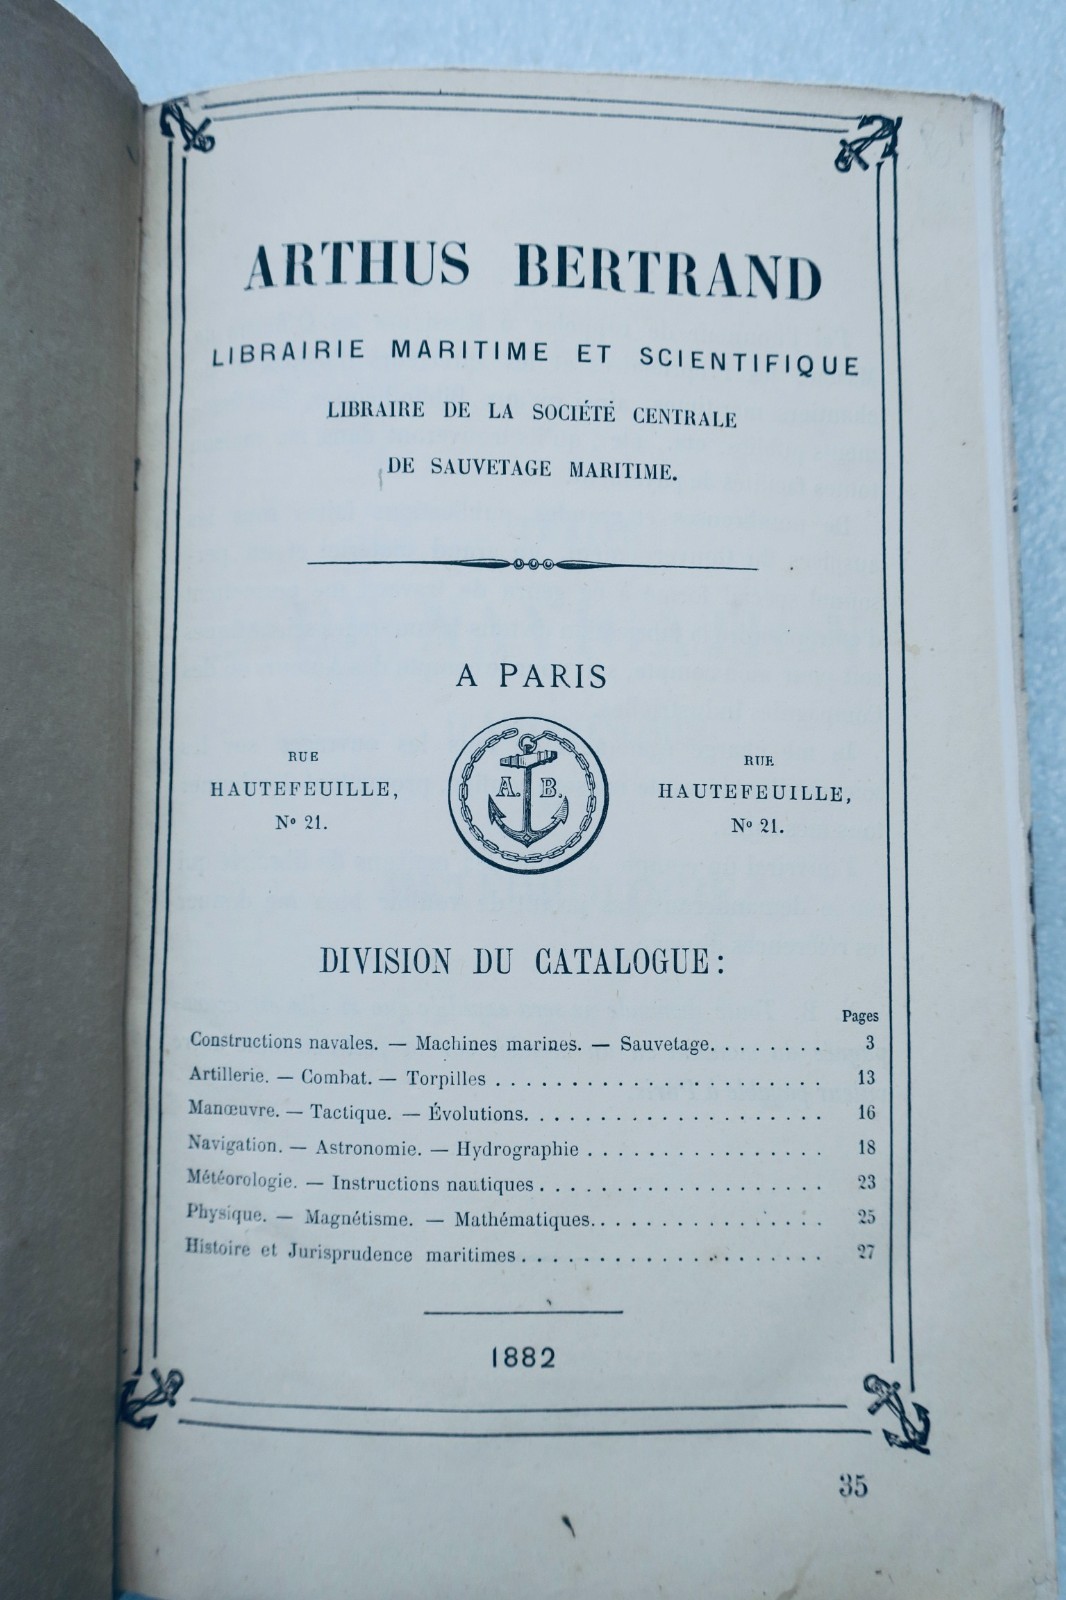 ARTHUS BERTRAND
LIBRAIRIE MARITIME ET SCIENTIFIQUE
LIBRAIRE DE LA SOCIÉTÉ CENTRALE
DE SAUVETAGE MARITIME.
A PARIS
RUE
HAUTEFEUILLE,
Nº 21.
A. B.
RUE
HAUTEFEUILLE,
Nº 21.
DIVISION DU CATALOGUE:
Pages
Constructions navales. — Machines marines. — Sauvetage. . . . . . . . 3
Artillerie. — Combat. — Torpilles . . . . . . . . . . . . . . . . . . . . . 13
Manœuvre. — Tactique. — Évolutions. . . . . . . . . . . . . . . . . . . 16
Navigation. — Astronomie. — Hydrographie . . . . . . . . . . . . . . . 18
Météorologie. — Instructions nautiques . . . . . . . . . . . . . . . . . . 23
Physique. — Magnétisme. — Mathématiques. . . . . . . . . . . . . . . 25
Histoire et Jurisprudence maritimes . . . . . . . . . . . . . . . . . . . . 27
1882
35